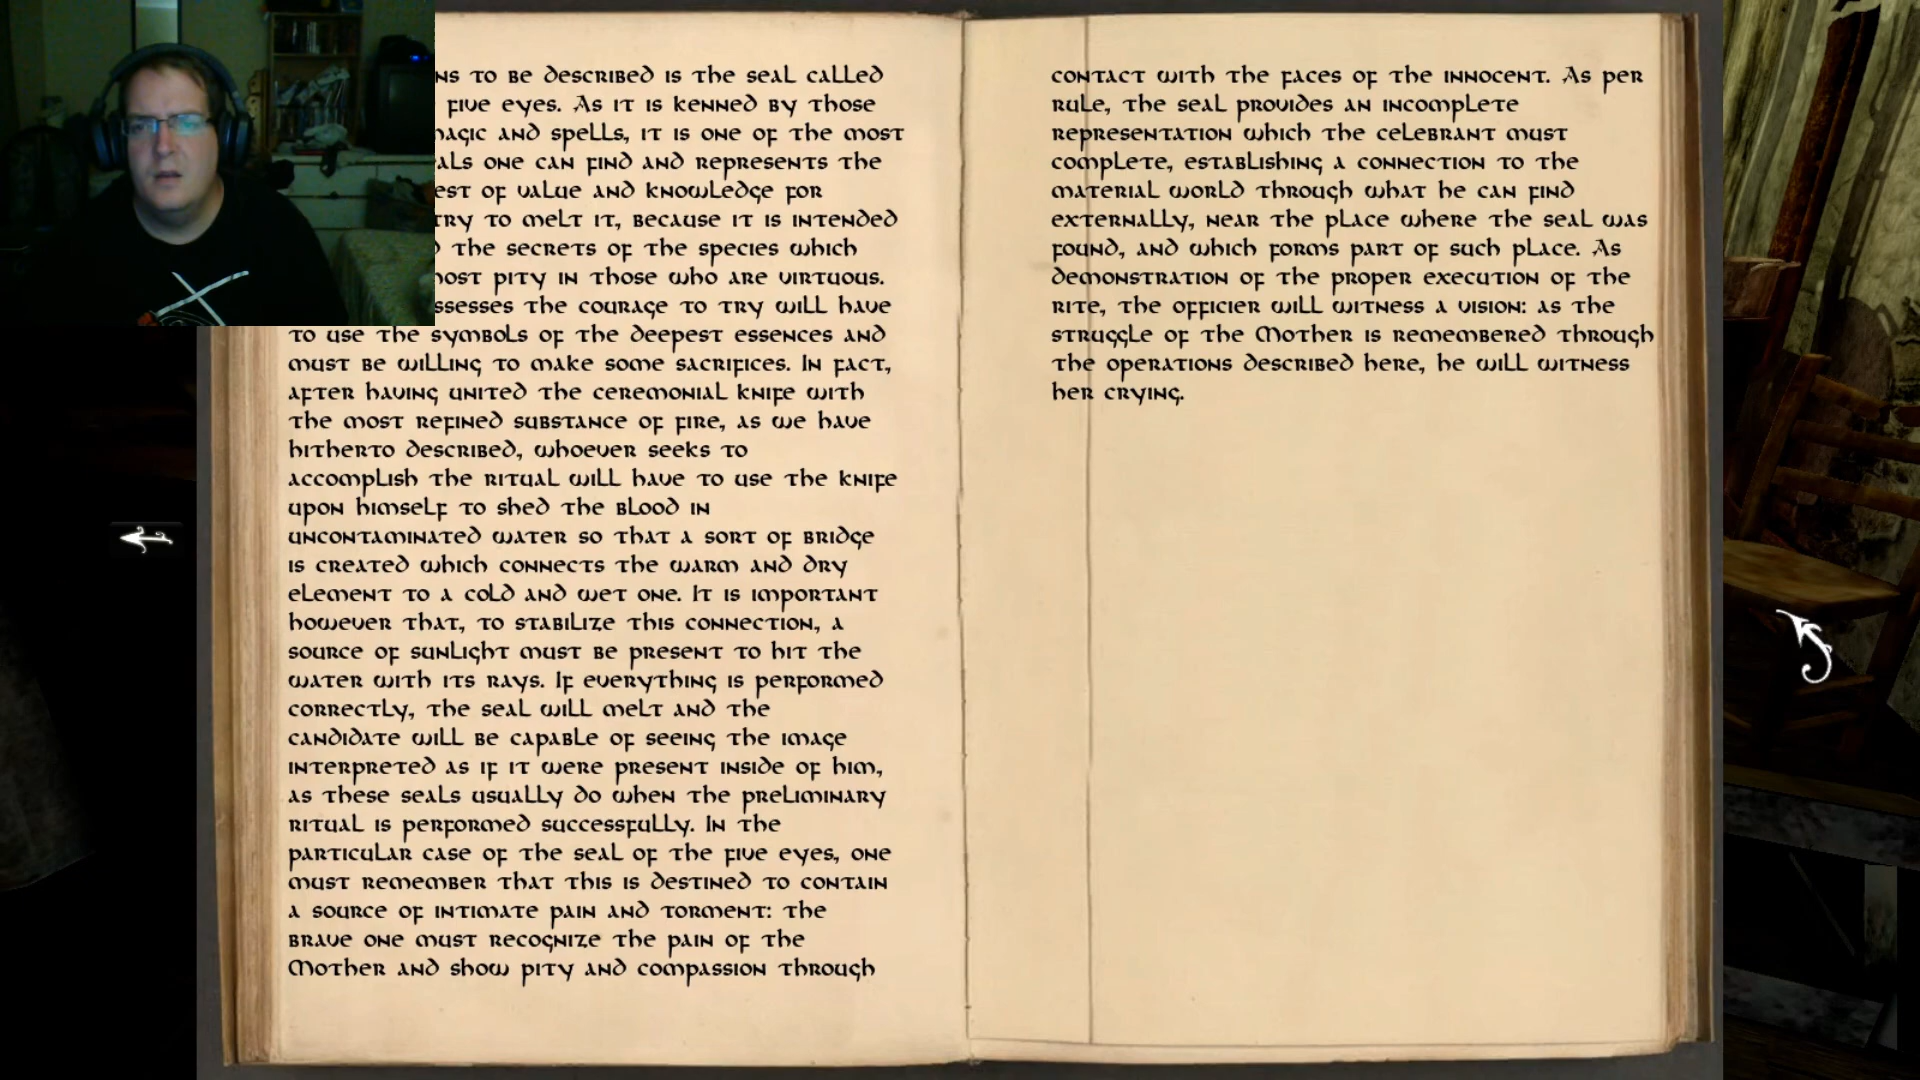 to be described is the seal called
five eyes. As it is kenned by those
and spells, it is one of the most
one can find and represents the
of value and knowledge for
to melt it, because it is intended
the secrets of the species which
pity in those who are virtuous.
the courage to try will have
to use the symbols of the deepest essences and
must be willing to make some sacrifices. In fact,
after having united the ceremonial knife with
the most refined substance of fire, as we have
hitherto described, whoever seeks to
accomplish the ritual will have to use the knife
upon himself to shed the blood in
uncontaminated water so that a sort of bridge
is created which connects the warm and dry
element to a cold and wet one. It is important
however that, to stabilize this connection, a
source of sunlight must be present to hit the
water with its rays. If everything is performed
correctly, the seal will melt and the
candidate will be capable of seeing the image
interpreted as if it were present inside of him,
as these seals usually do when the preliminary
ritual is performed successfully. In the
particular case of the seal of the five eyes, one
must remember that this is destined to contain
a source of intimate pain and torment: the
brave one must recognize the pain of the
Mother and show pity and compassion through
contact with the faces of the innocent. As per
rule, the seal provides an incomplete
representation which the celebrant must
complete, establishing a connection to the
material world through what he can find
externally, near the place where the seal was
found, and which forms part of such place. As
demonstration of the proper execution of the
rite, the officier will witness a vision: as the
struggle of the Mother is remembered through
the operations described here, he will witness
her crying.